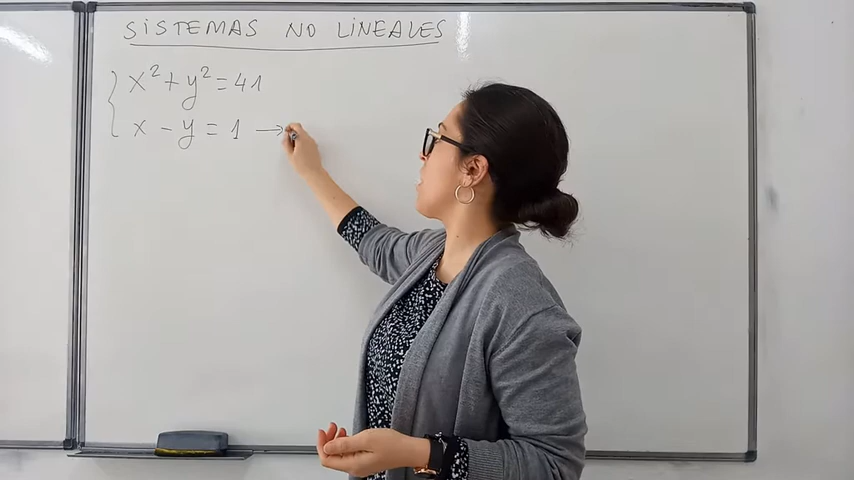 SISTEMAS NO LINEALES
x² + y² = 41
x - y = 1 →